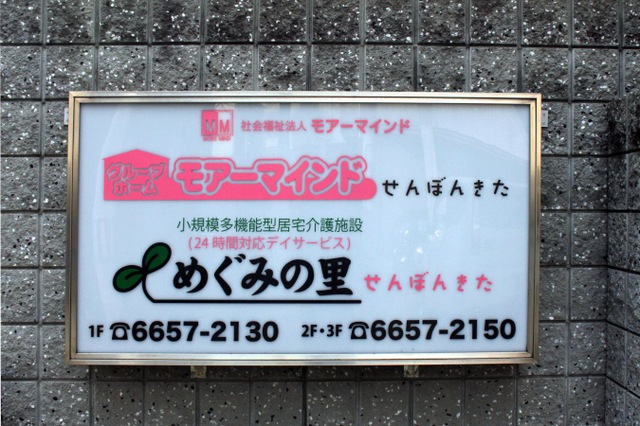 MM 社会福祉法人 モアーマインド
グループホーム モアーマインド せんぼんきた
小規模多機能型居宅介護施設
(24時間対応デイサービス)
めぐみの里 せんぼんきた
1F ☎6657-2130 2F・3F ☎6657-2150